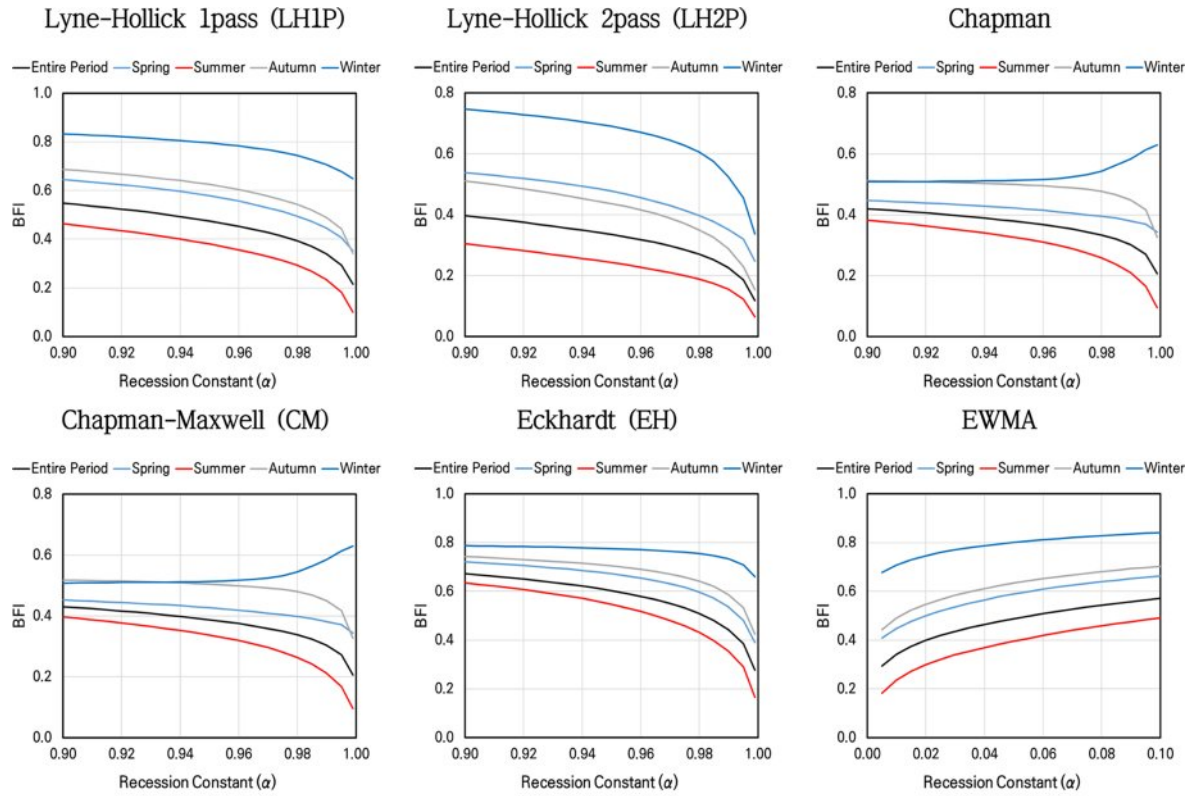 Lyne-Hollick 1pass (LH1P)
Entire Period Spring Summer Autumn Winter
1.0
0.8
0.6
0.4
0.2
0.0
BFI
0.90 0.92 0.94 0.96 0.98 1.00
Recession Constant (α)
Lyne-Hollick 2pass (LH2P)
Entire Period Spring Summer Autumn Winter
0.8
0.6
0.4
0.2
0.0
BFI
0.90 0.92 0.94 0.96 0.98 1.00
Recession Constant (α)
Chapman
Entire Period Spring Summer Autumn Winter
0.8
0.6
0.4
0.2
0.0
BFI
0.90 0.92 0.94 0.96 0.98 1.00
Recession Constant (α)
Chapman-Maxwell (CM)
Entire Period Spring Summer Autumn Winter
0.8
0.6
0.4
0.2
0.0
BFI
0.90 0.92 0.94 0.96 0.98 1.00
Recession Constant (α)
Eckhardt (EH)
Entire Period Spring Summer Autumn Winter
1.0
0.8
0.6
0.4
0.2
0.0
BFI
0.90 0.92 0.94 0.96 0.98 1.00
Recession Constant (α)
EWMA
Entire Period Spring Summer Autumn Winter
1.0
0.8
0.6
0.4
0.2
0.0
BFI
0.00 0.02 0.04 0.06 0.08 0.10
Recession Constant (α)